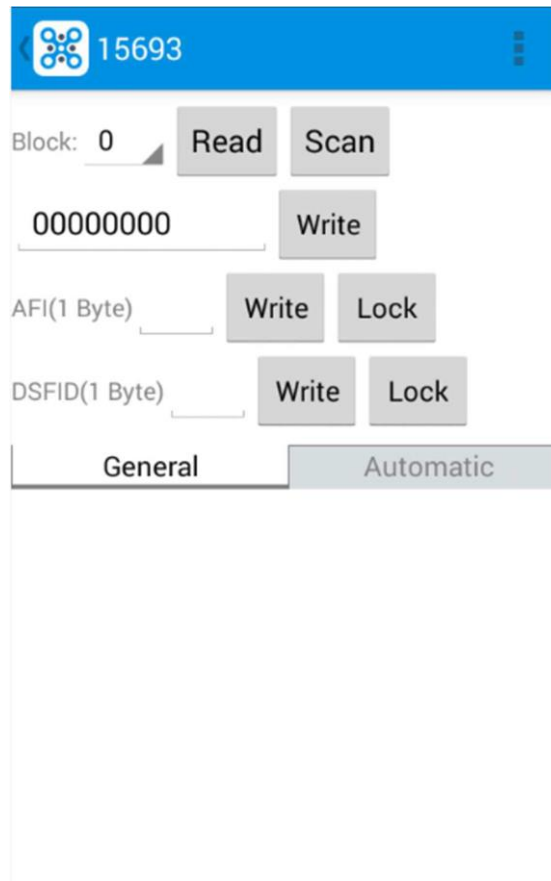 15693
Block: 0 Read Scan
00000000 Write
AFI(1 Byte) Write Lock
DSFID(1 Byte) Write Lock
General Automatic